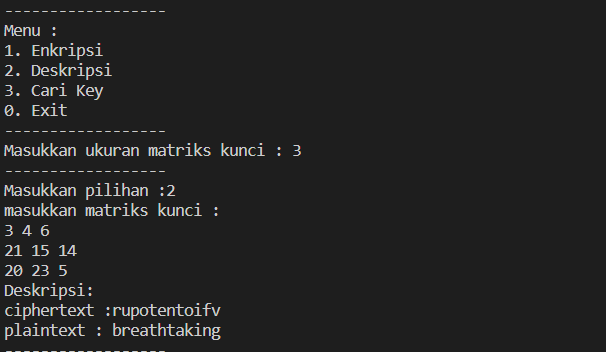 ------------------
Menu :
1. Enkripsi
2. Deskripsi
3. Cari Key
0. Exit
------------------
Masukkan ukuran matriks kunci : 3
------------------
Masukkan pilihan :2
masukkan matriks kunci :
3 4 6
21 15 14
20 23 5
Deskripsi:
ciphertext :rupotentoifv
plaintext : breathtaking
------------------